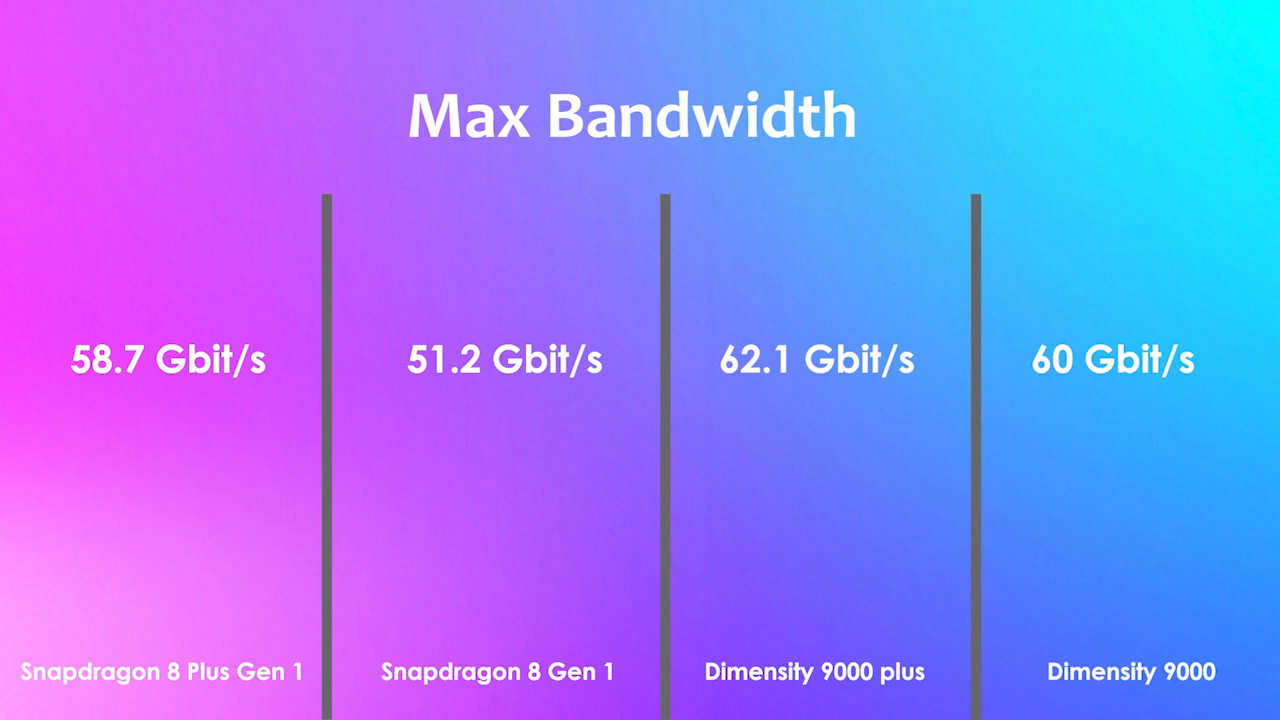 Max Bandwidth
58.7 Gbit/s
51.2 Gbit/s
62.1 Gbit/s
60 Gbit/s
Snapdragon 8 Plus Gen 1
Snapdragon 8 Gen 1
Dimensity 9000 plus
Dimensity 9000